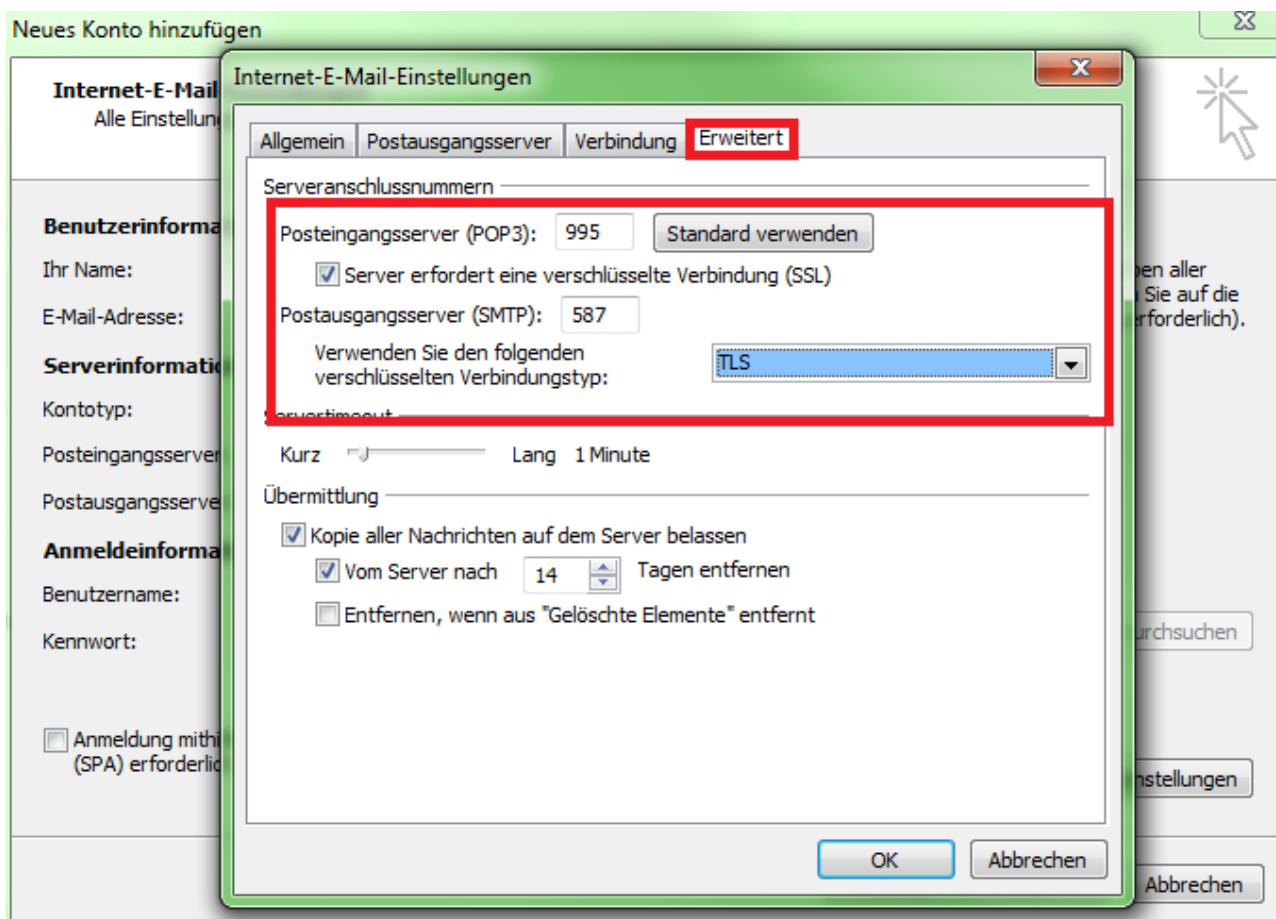 Neues Konto hinzufügen
Internet-E-Mail
Alle Einstellun
Internet-E-Mail-Einstellungen
Allgemein Postausgangsserver Verbindung Erweitert
Serveranschlussnummern
Posteingangsserver (POP3): 995 Standard verwenden
Server erfordert eine verschlüsselte Verbindung (SSL)
Postausgangsserver (SMTP): 587
Verwenden Sie den folgenden
verschlüsselten Verbindungstyp: TLS
Servertimeout
Kurz Lang 1 Minute
Übermittlung
Kopie aller Nachrichten auf dem Server belassen
Vom Server nach 14 Tagen entfernen
Entfernen, wenn aus "Gelöschte Elemente" entfernt
OK Abbrechen
Benutzerinforma
Ihr Name:
E-Mail-Adresse:
Serverinformatio
Kontotyp:
Posteingangsserver
Postausgangsserve
Anmeldeinforma
Benutzername:
Kennwort:
Anmeldung mithi
(SPA) erforderlic
en aller
Sie auf die
erforderlich).
urchsuchen
nstellungen
Abbrechen